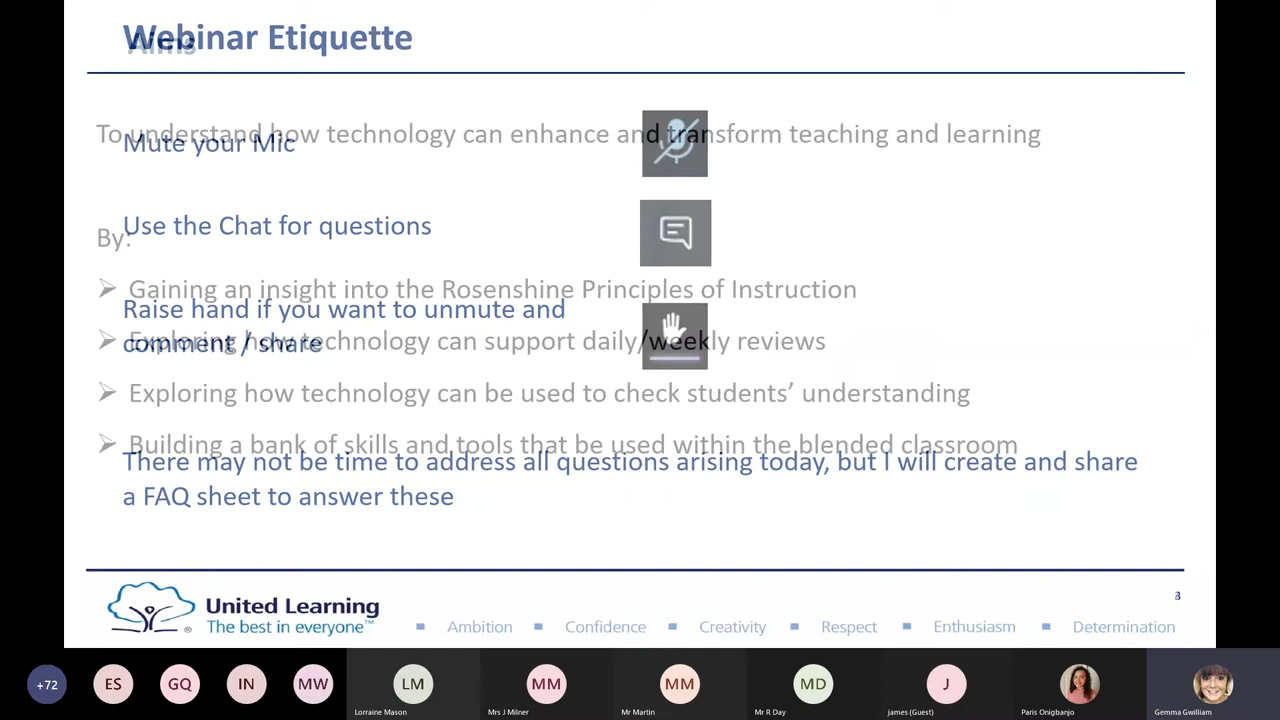 Webinar Etiquette
Aims
To understand how technology can enhance and transform teaching and learning
Mute your Mic
Use the Chat for questions
By:
Gaining an insight into the Rosenshine Principles of Instruction
Raise hand if you want to unmute and
comment / share
Exploring how technology can support daily/weekly reviews
Exploring how technology can be used to check students’ understanding
Building a bank of skills and tools that be used within the blended classroom
There may not be time to address all questions arising today, but I will create and share
a FAQ sheet to answer these
United Learning
The best in everyone™
Ambition Confidence Creativity Respect Enthusiasm Determination
+72 ES GQ IN MW LM MM MM MD J
Lorraine Mason Mrs J Milner Mr Martin Mr R Day james (Guest) Paris Onigbanjo Gemma Gwilliam